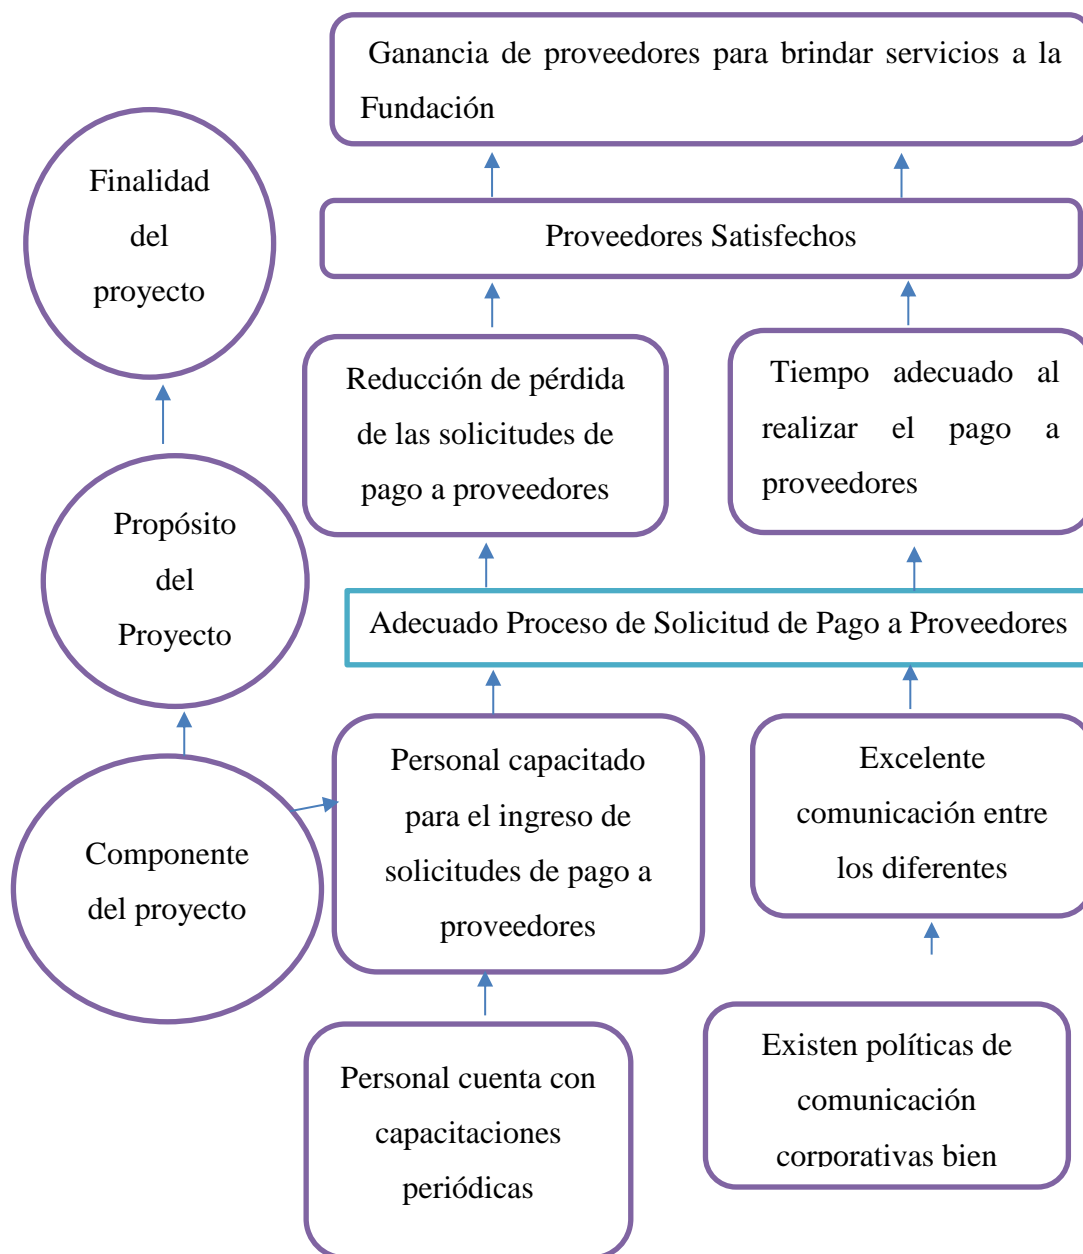 Ganancia de proveedores para brindar servicios a la
Fundación
Finalidad
del
proyecto
Proveedores Satisfechos
Reducción de pérdida
de las solicitudes de
pago a proveedores
Tiempo adecuado al
realizar el pago a
proveedores
Propósito
del
Proyecto
Adecuado Proceso de Solicitud de Pago a Proveedores
Componente
del proyecto
Personal capacitado
para el ingreso de
solicitudes de pago a
proveedores
Excelente
comunicación entre
los diferentes
Personal cuenta con
capacitaciones
periódicas
Existen políticas de
comunicación
corporativas bien